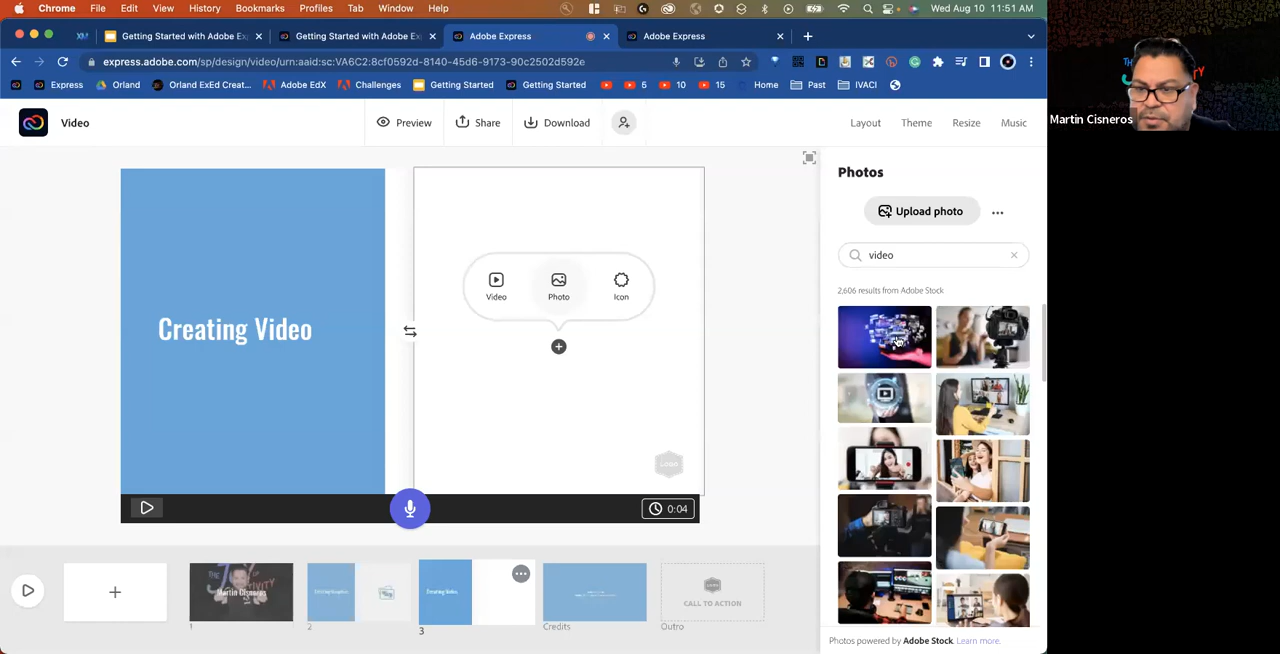 Chrome File Edit View History Bookmarks Profiles Tab Window Help Wed Aug 10 11:51 AM
Getting Started with Adobe Ex Getting Started with Adobe Ex Adobe Express Adobe Express
express.adobe.com/sp/design/video/urn:aaid:sc:VA6C2:8cf0592d-8140-45d6-9173-90c2502d592e
Express Orland Orland ExEd Creat... Adobe EdX Challenges Getting Started Getting Started 5 10 15 Home Past IVACI
Martin Cisneros
Video Preview Share Download Layout Theme Resize Music
Photos
Upload photo
video
2,606 results from Adobe Stock
Video Photo Icon
Creating Video
LOGO
0:04
Martin Cisneros
Creating Video
CALL TO ACTION
1 2 3 Credits Outro
Photos powered by Adobe Stock. Learn more.